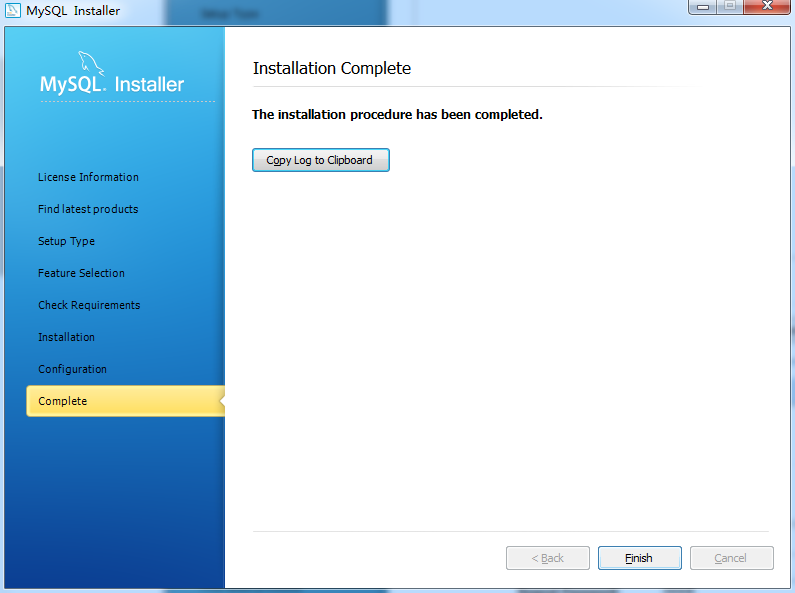 MySQL Installer
MySQL. Installer
License Information
Find latest products
Setup Type
Feature Selection
Check Requirements
Installation
Configuration
Complete
Installation Complete
The installation procedure has been completed.
Copy Log to Clipboard
< Back
Finish
Cancel